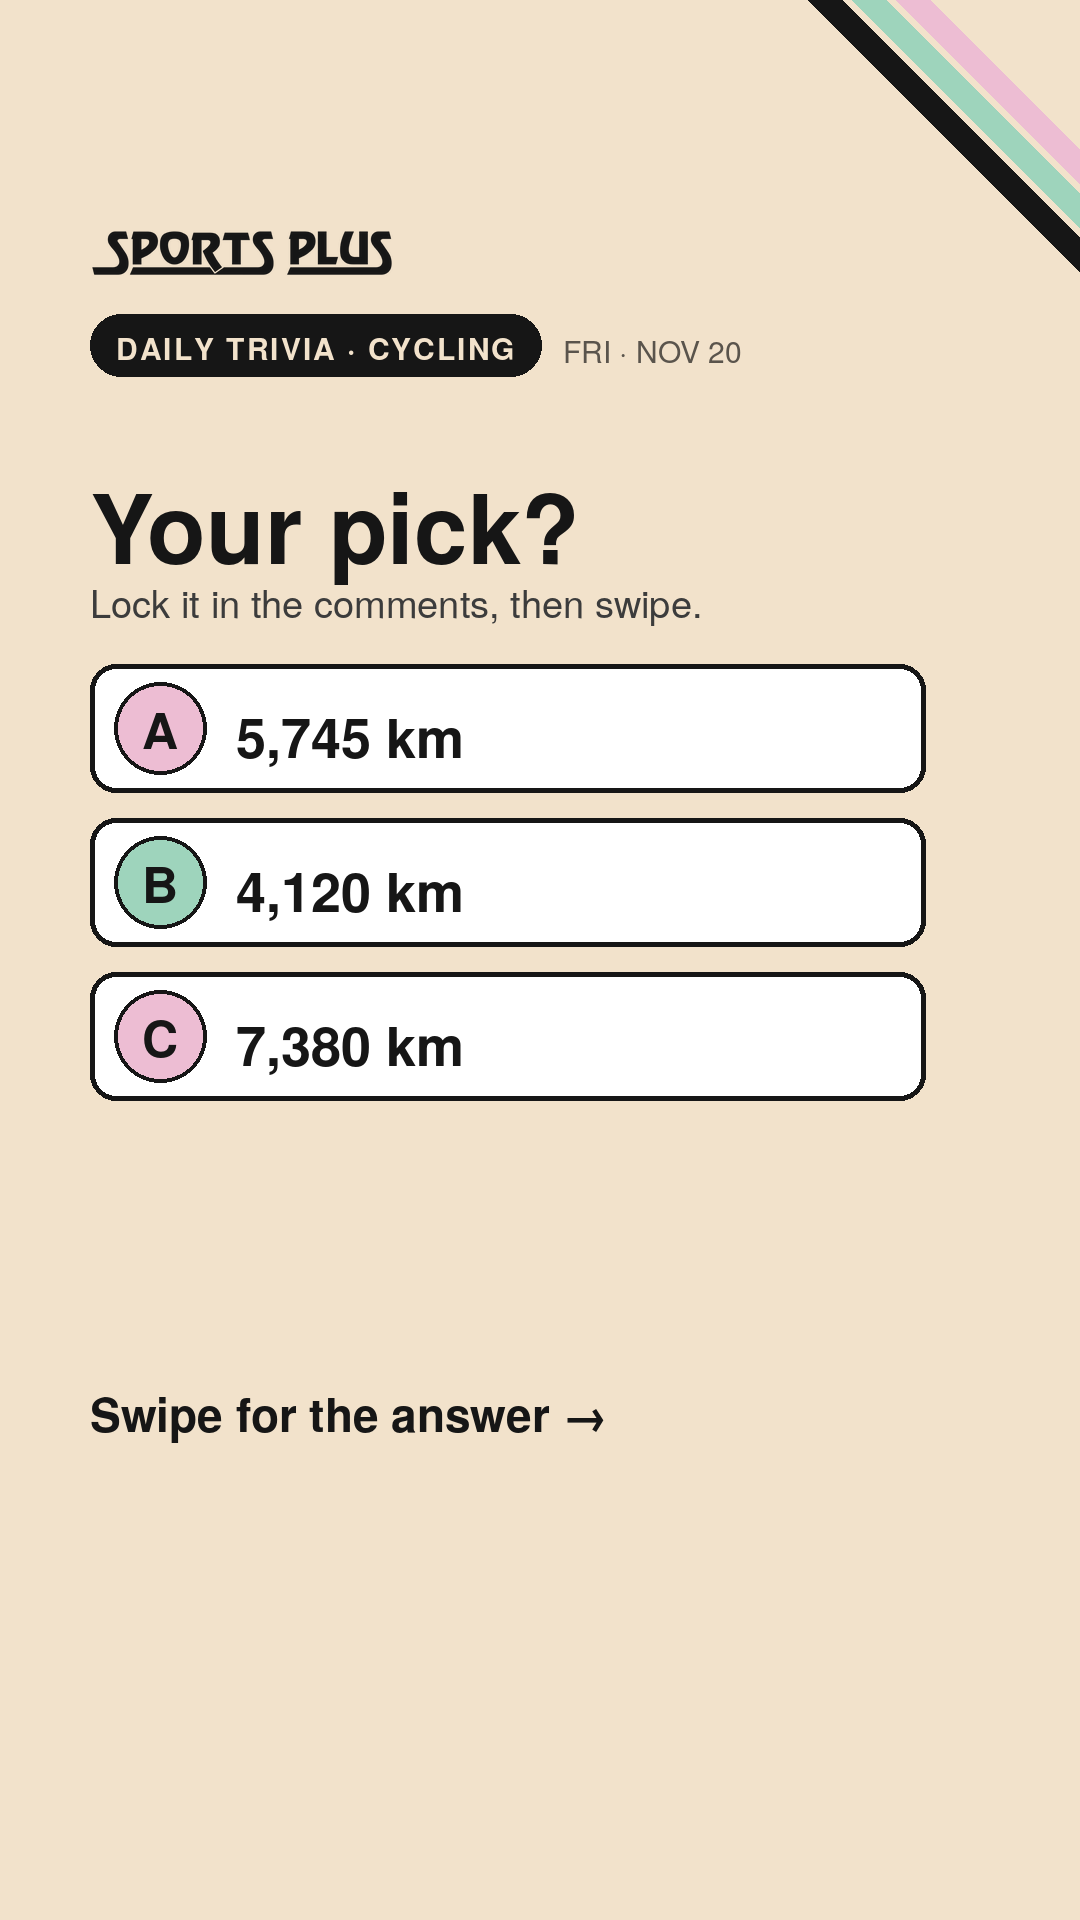 SPORTS PLUS
DAILY TRIVIA · CYCLING
FRI · NOV 20
Your pick?
Lock it in the comments, then swipe.
A 5,745 km
B 4,120 km
C 7,380 km
Swipe for the answer →